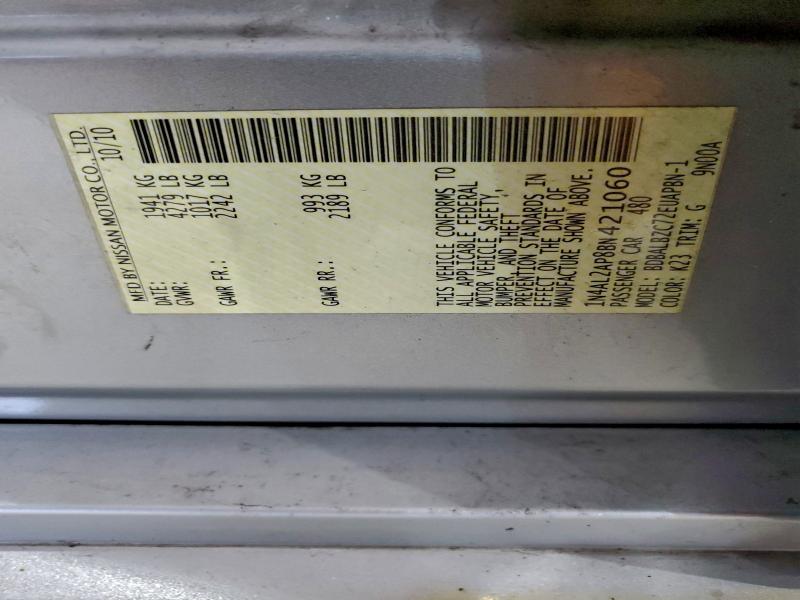 MFD BY NISSAN MOTOR CO., LTD.
DATE: 10/10
GVWR: 1941 KG
4279 LB
GAWR FR.: 1017 KG
2242 LB
GAWR RR.: 993 KG
2189 LB
THIS VEHICLE CONFORMS TO
ALL APPLICABLE FEDERAL
MOTOR VEHICLE SAFETY,
BUMPER, AND THEFT
PREVENTION STANDARDS IN
EFFECT ON THE DATE OF
MANUFACTURE SHOWN ABOVE.
1N4AL2AP8BN421060
PASSENGER CAR 480
MODEL: BDBALBZC72EUAPBN-1
COLOR: K23 TRIM: G 9N00A